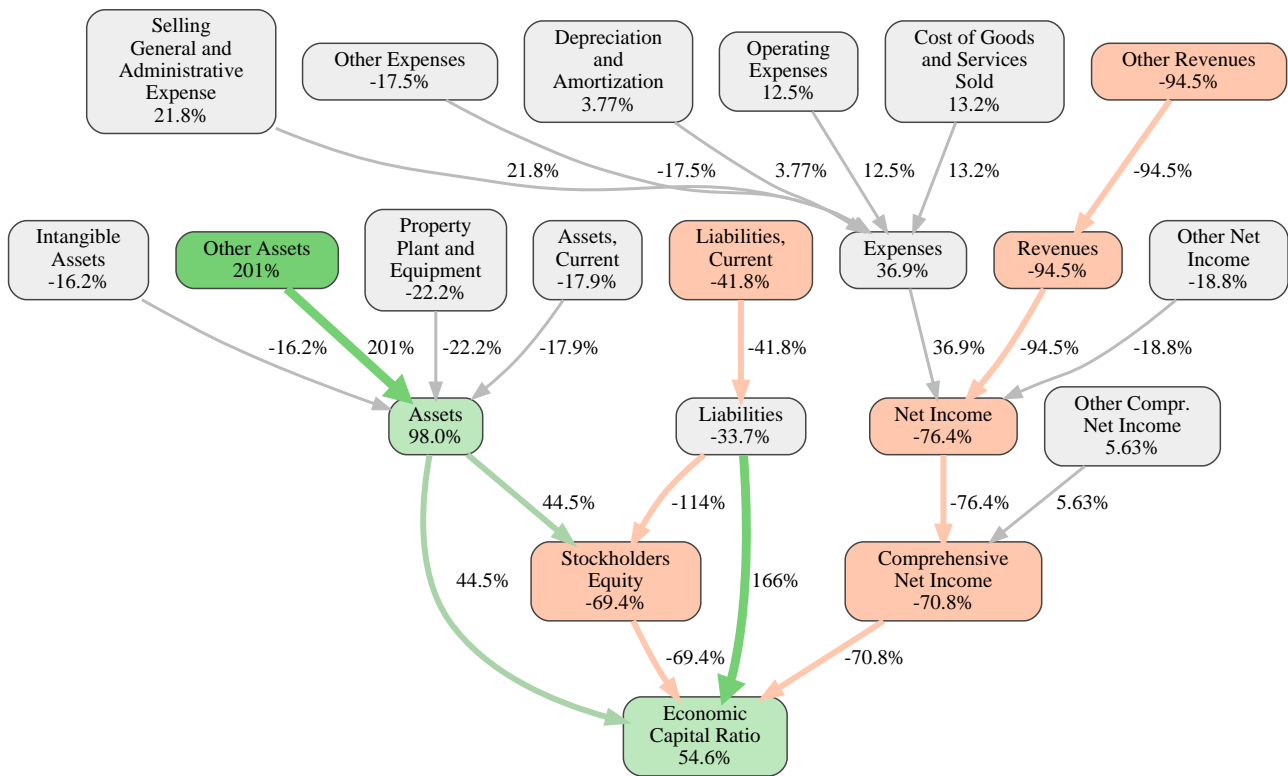 Selling
General and
Administrative
Expense
21.8%
Other Expenses
-17.5%
Depreciation
and
Amortization
3.77%
Operating
Expenses
12.5%
Cost of Goods
and Services
Sold
13.2%
Other Revenues
-94.5%
21.8%
-17.5%
3.77%
12.5%
13.2%
-94.5%
Intangible
Assets
-16.2%
Other Assets
201%
Property
Plant and
Equipment
-22.2%
Assets,
Current
-17.9%
Liabilities,
Current
-41.8%
Expenses
36.9%
Revenues
-94.5%
Other Net
Income
-18.8%
-16.2%
201%
-22.2%
-17.9%
-41.8%
36.9%
-94.5%
-18.8%
Assets
98.0%
Liabilities
-33.7%
Net Income
-76.4%
Other Compr.
Net Income
5.63%
44.5%
-114%
-76.4%
5.63%
Stockholders
Equity
-69.4%
Comprehensive
Net Income
-70.8%
44.5%
166%
-69.4%
-70.8%
Economic
Capital Ratio
54.6%